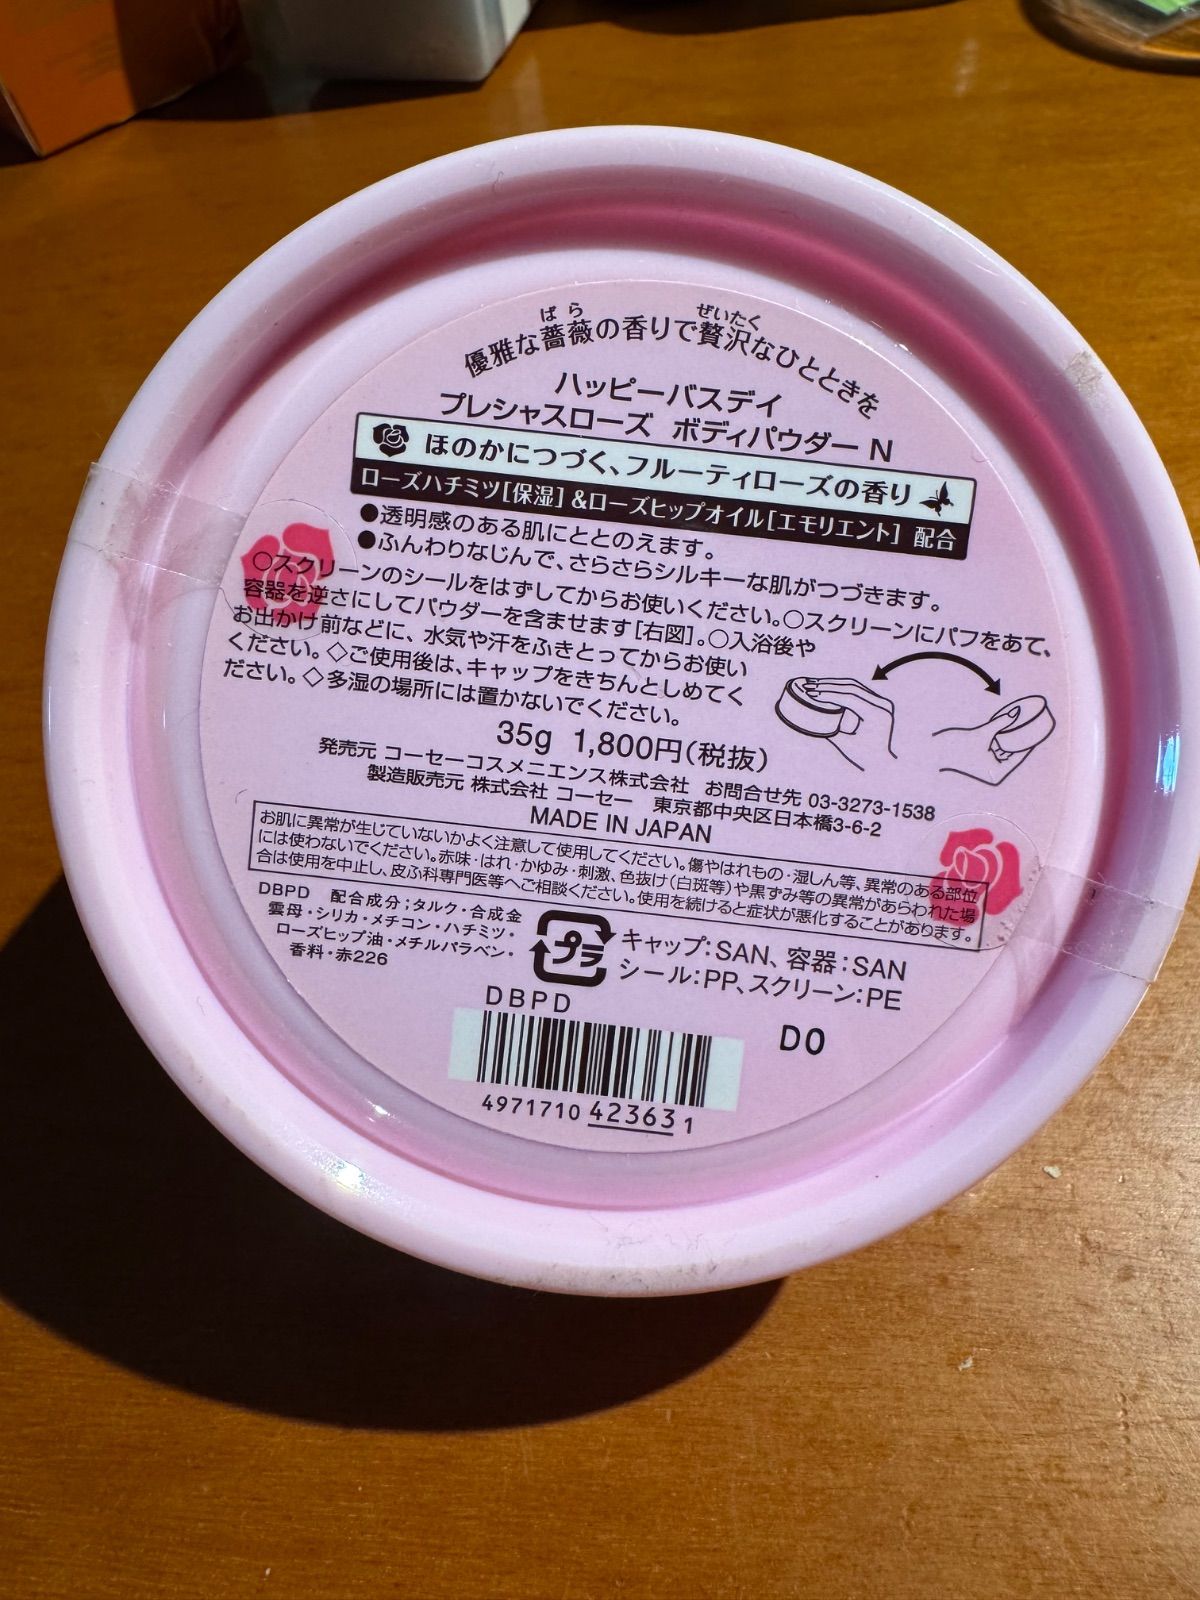 優雅な薔薇の香りで贅沢なひとときを
ばら
ぜいたく
ハッピーバスデイ
プレシャスローズ ボディパウダー N
ほのかにつづく、フルーティローズの香り
ローズハチミツ[保湿] &ローズヒップオイル[エモリエント] 配合
●透明感のある肌にととのえます。
●ふんわりなじんで、さらさらシルキーな肌がつづきます。
○スクリーンのシールをはずしてからお使いください。○スクリーンにパフをあて、
容器を逆さにしてパウダーを含ませます[右図]。○入浴後や
お出かけ前などに、水気や汗をふきとってからお使い
ください。◇ご使用後は、キャップをきちんとしめてく
ださい。◇多湿の場所には置かないでください。
35g 1,800円(税抜)
発売元 コーセーコスメニエンス株式会社 お問合せ先 03-3273-1538
製造販売元 株式会社 コーセー 東京都中央区日本橋3-6-2
MADE IN JAPAN
お肌に異常が生じていないかよく注意して使用してください。傷やはれもの・湿しん等、異常のある部位
には使わないでください。赤味・はれ・かゆみ・刺激、色抜け(白斑等)や黒ずみ等の異常があらわれた場
合は使用を中止し、皮ふ科専門医等へご相談ください。使用を続けると症状が悪化することがあります。
DBPD 配合成分;タルク・合成金
雲母・シリカ・メチコン・ハチミツ・
ローズヒップ油・メチルパラベン・
香料・赤226
プラ
キャップ:SAN、容器:SAN
シール:PP、スクリーン:PE
DBPD
DO
4971710 423631